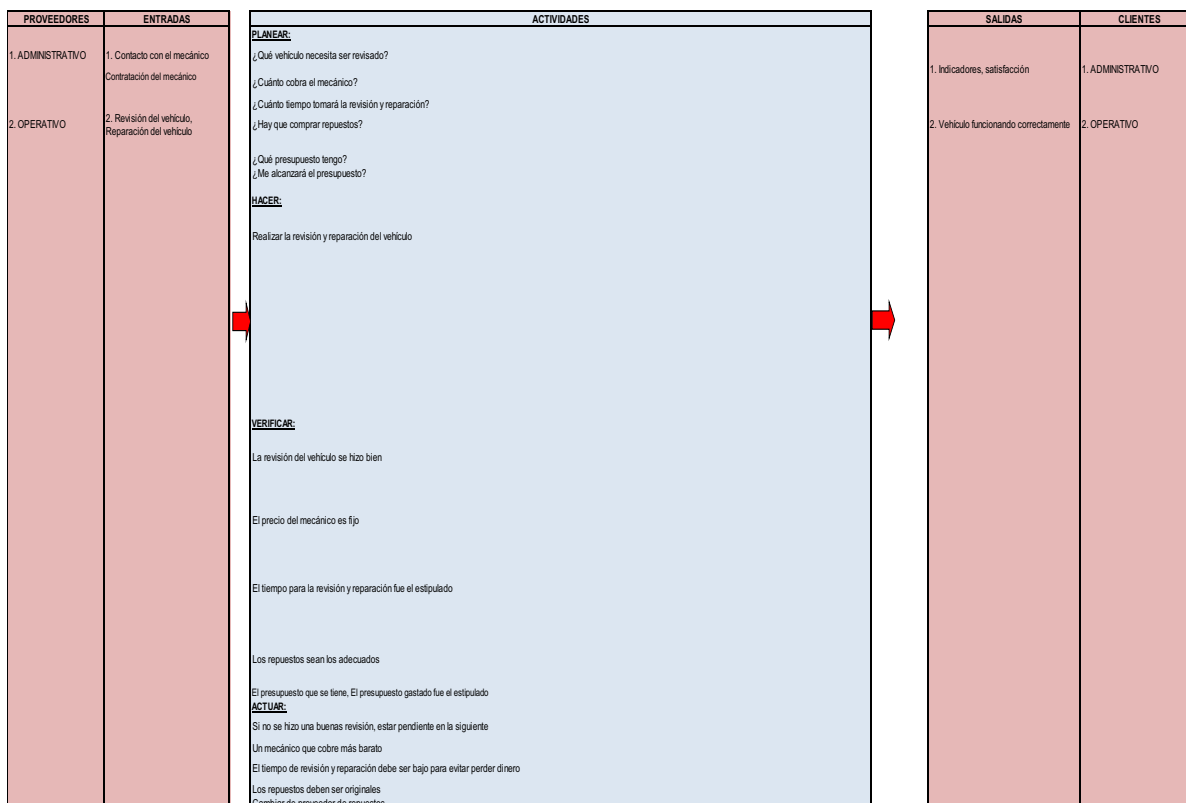 PROVEEDORES
ENTRADAS
1. ADMINISTRATIVO
1. Contacto con el mecánico
Contratación del mecánico
2. OPERATIVO
2. Revisión del vehículo,
Reparación del vehículo
ACTIVIDADES
PLANEAR:
¿Qué vehículo necesita ser revisado?
¿Cuánto cobra el mecánico?
¿Cuánto tiempo tomará la revisión y reparación?
¿Hay que comprar repuestos?
¿Qué presupuesto tengo?
¿Me alcanzará el presupuesto?
HACER:
Realizar la revisión y reparación del vehículo
VERIFICAR:
La revisión del vehículo se hizo bien
El precio del mecánico es fijo
El tiempo para la revisión y reparación fue el estipulado
Los repuestos sean los adecuados
El presupuesto que se tiene, El presupuesto gastado fue el estipulado
ACTUAR:
Si no se hizo una buenas revisión, estar pendiente en la siguiente
Un mecánico que cobre más barato
El tiempo de revisión y reparación debe ser bajo para evitar perder dinero
Los repuestos deben ser originales
Cambiar de proveedor de repuestos
SALIDAS
CLIENTES
1. Indicadores, satisfacción
1. ADMINISTRATIVO
2. Vehículo funcionando correctamente
2. OPERATIVO